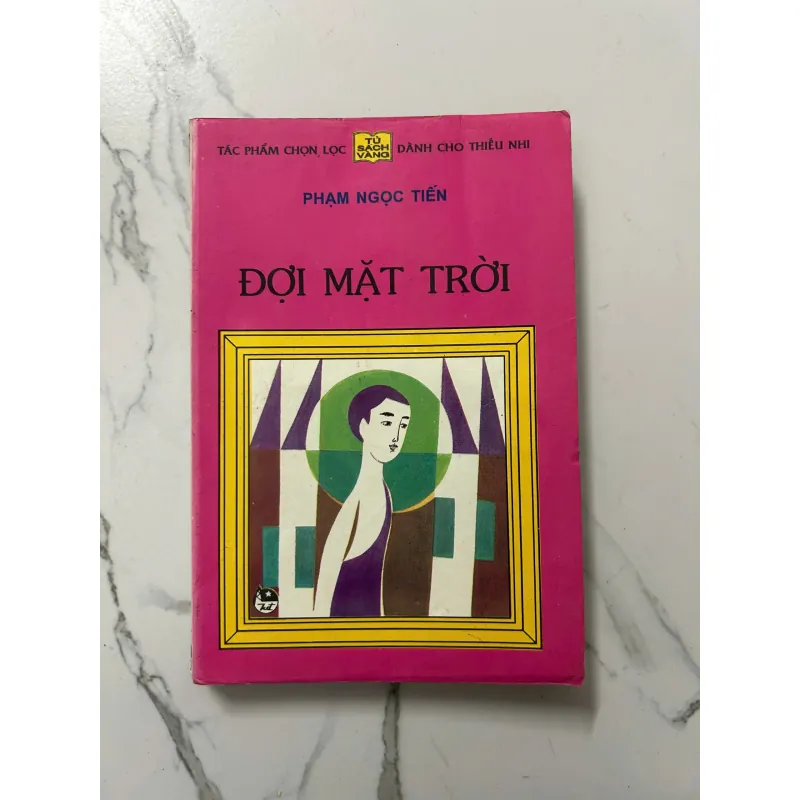 TÁC PHẨM CHỌN LỌC TỦ SÁCH VÀNG DÀNH CHO THIẾU NHI
PHẠM NGỌC TIẾN
ĐỢI MẶT TRỜI